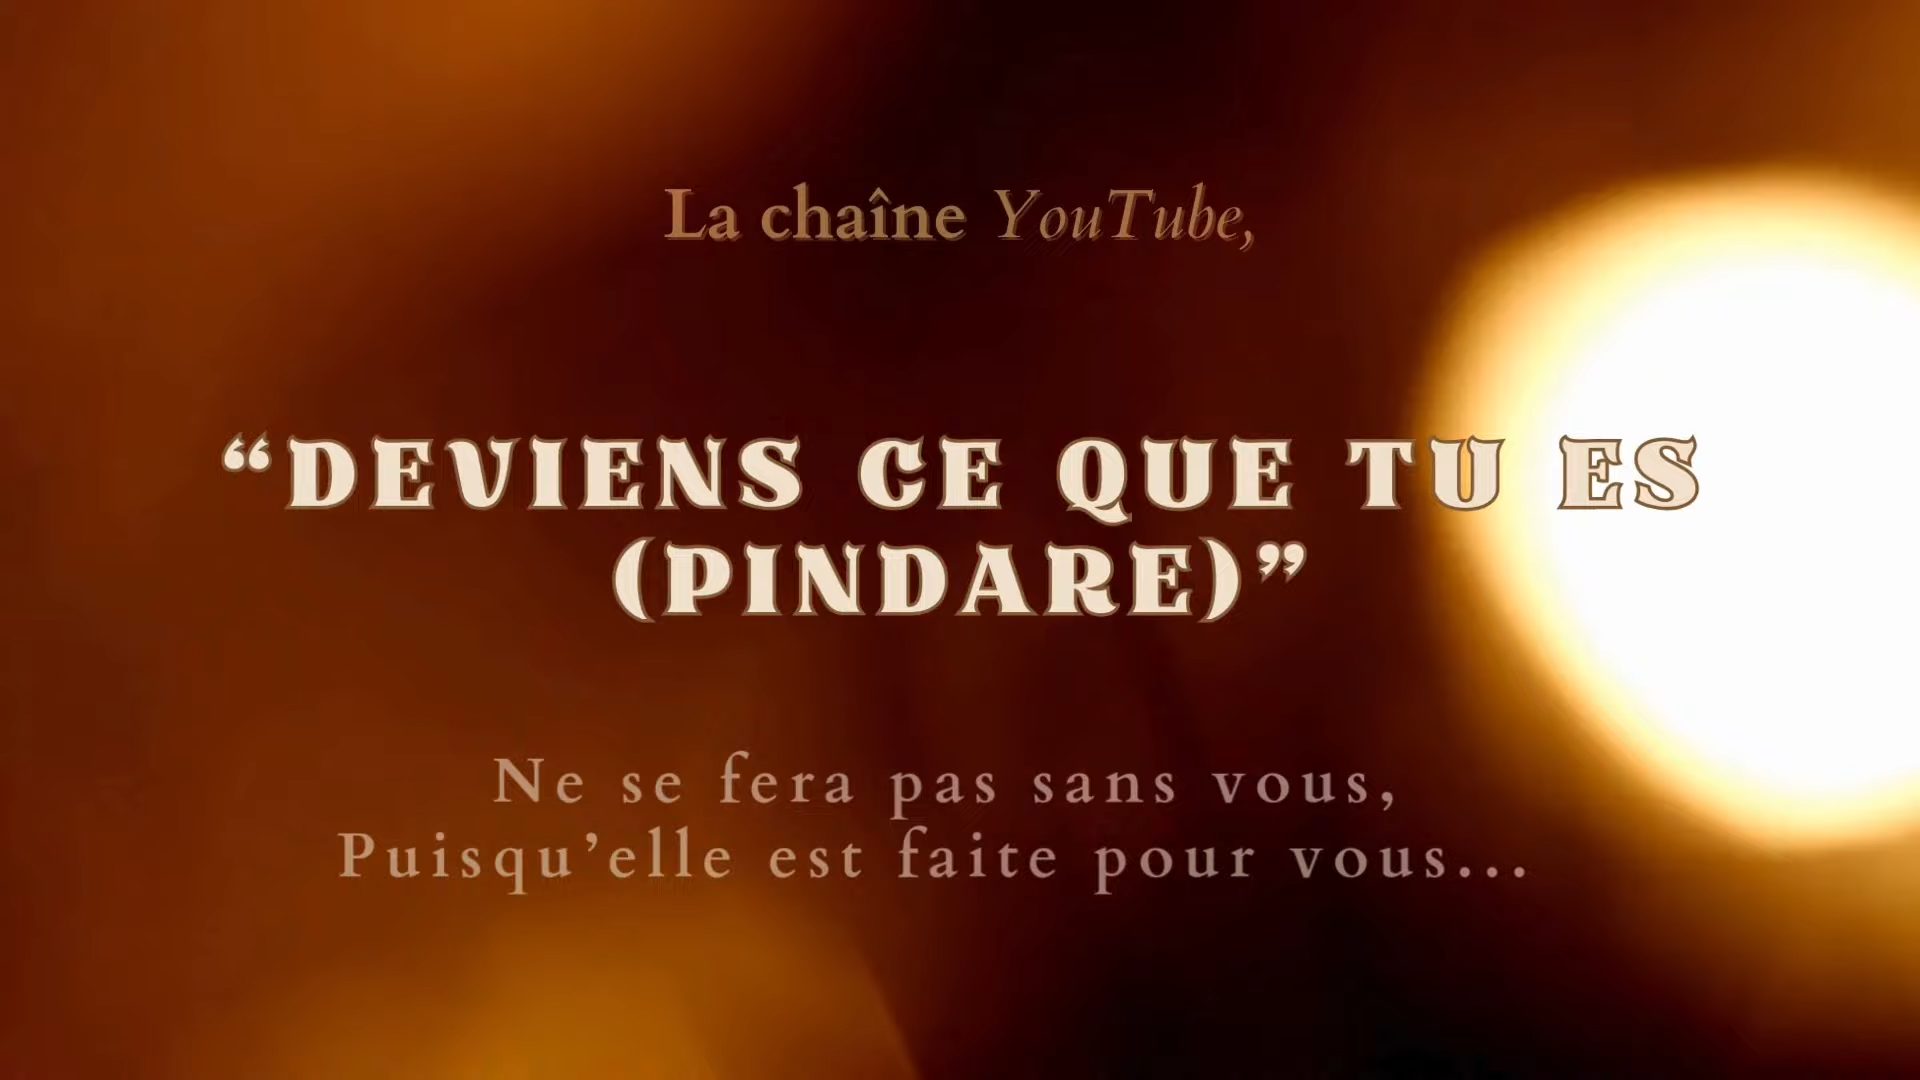 La chaîne YouTube,
“DEVIENS CE QUE TU ES
(PINDARE)”
Ne se fera pas sans vous,
Puisqu’elle est faite pour vous...